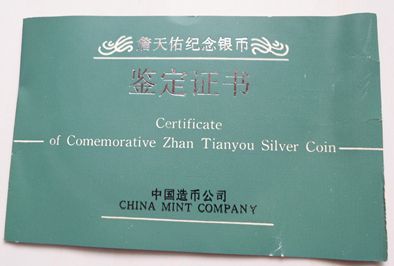 詹天佑纪念银币
鉴定证书
Certificate
of Comemorative Zhan Tianyou Silver Coin
中国造币公司
CHINA MINT COMPANY